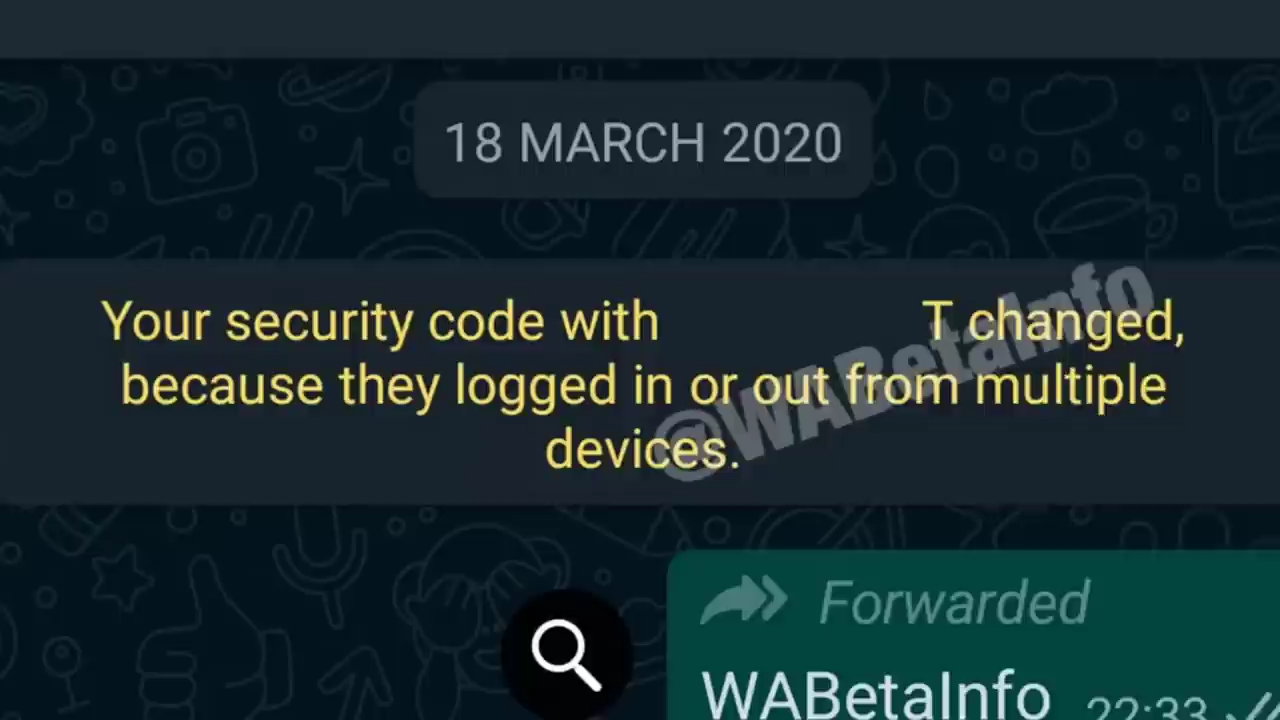 18 MARCH 2020
Your security code with T changed,
because they logged in or out from multiple
devices.
@WABetaInfo
Forwarded
WABetaInfo 22:33